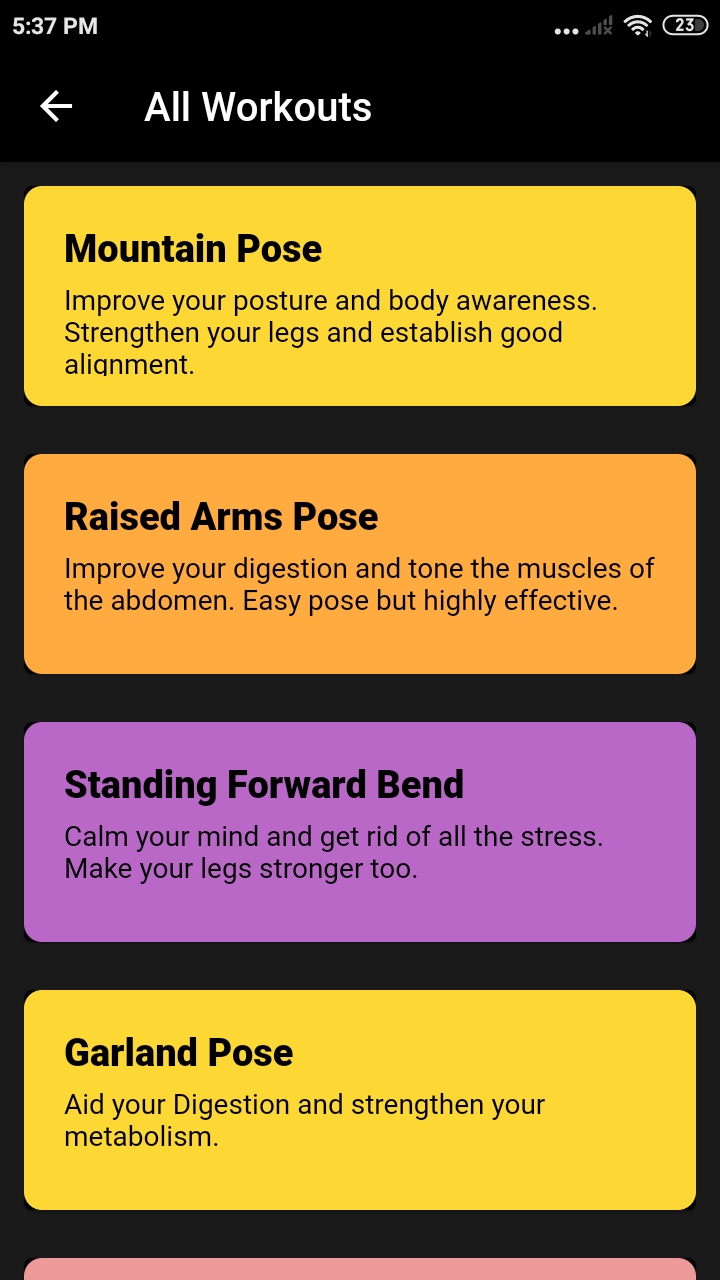 5:37 PM
23
All Workouts
Mountain Pose
Improve your posture and body awareness.
Strengthen your legs and establish good
alignment.
Raised Arms Pose
Improve your digestion and tone the muscles of
the abdomen. Easy pose but highly effective.
Standing Forward Bend
Calm your mind and get rid of all the stress.
Make your legs stronger too.
Garland Pose
Aid your Digestion and strengthen your
metabolism.